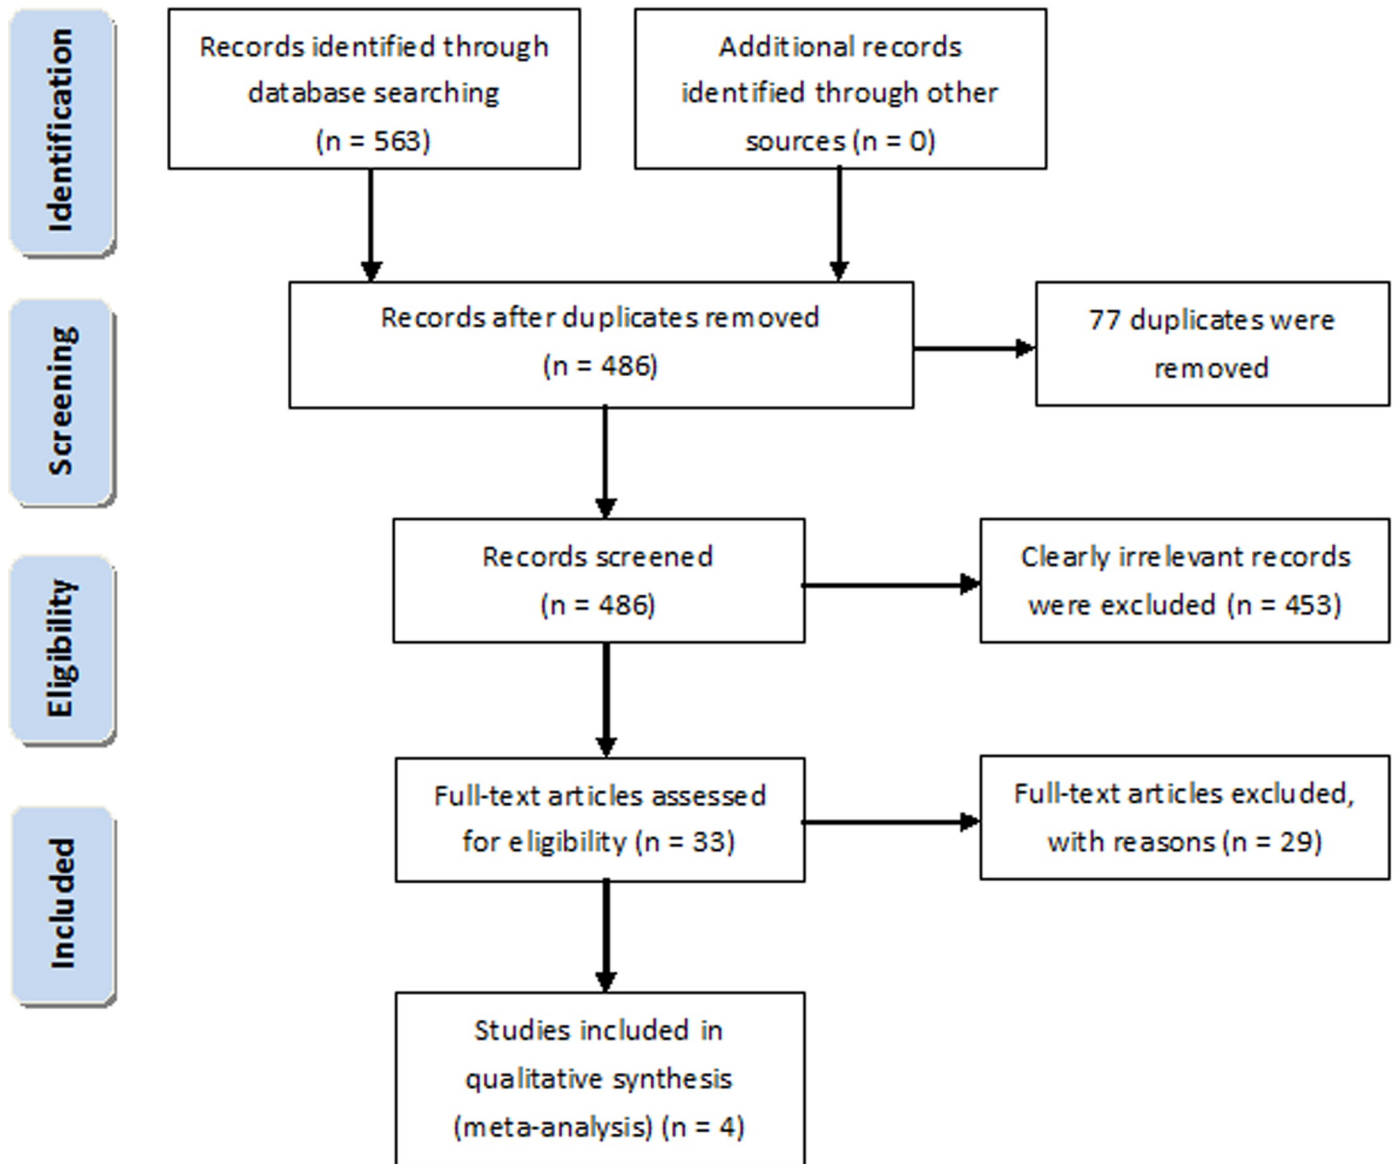 Identification
Records identified through
database searching
(n = 563)
Additional records
identified through other
sources (n = 0)
Screening
Records after duplicates removed
(n = 486)
77 duplicates were
removed
Records screened
(n = 486)
Clearly irrelevant records
were excluded (n = 453)
Eligibility
Full-text articles assessed
for eligibility (n = 33)
Full-text articles excluded,
with reasons (n = 29)
Included
Studies included in
qualitative synthesis
(meta-analysis) (n = 4)